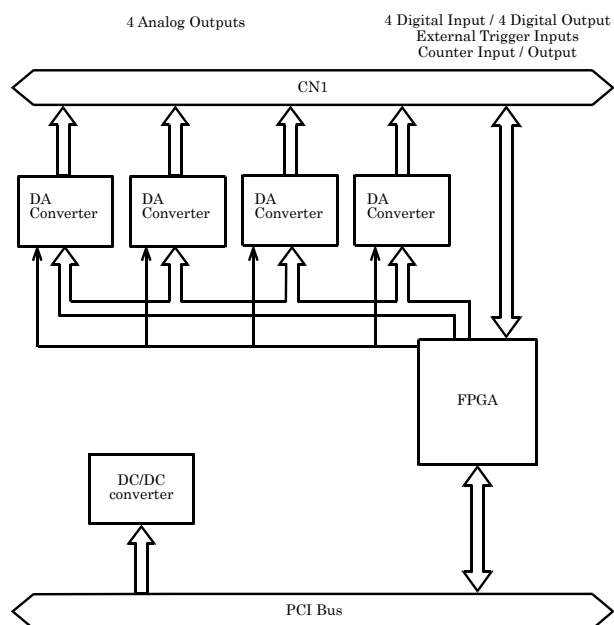 4 Analog Outputs
4 Digital Input / 4 Digital Output
External Trigger Inputs
Counter Input / Output
CN1
DA
Converter
DA
Converter
DA
Converter
DA
Converter
FPGA
DC/DC
converter
PCI Bus